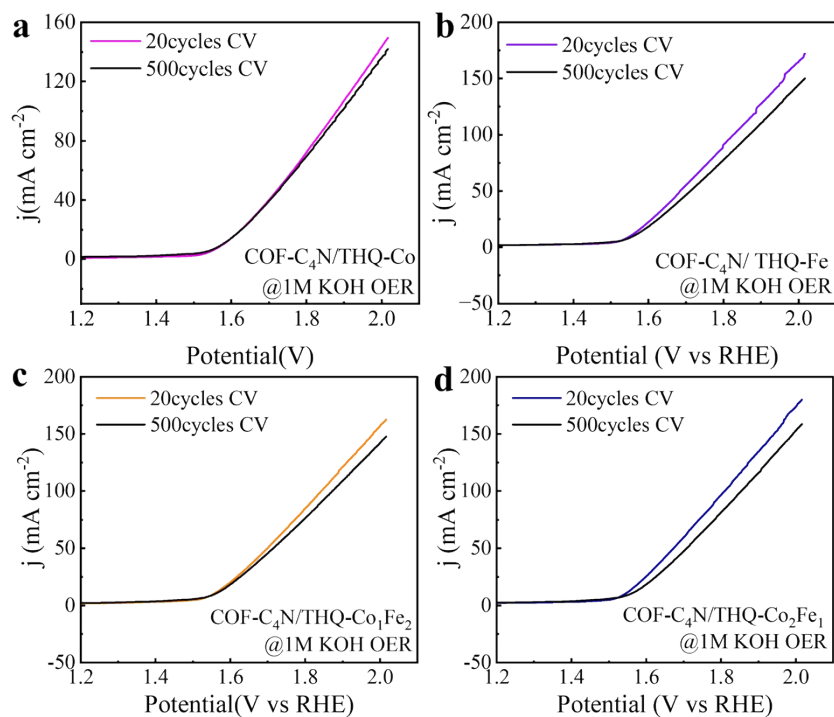 a
160
120
80
40
0
j(mA cm⁻²)
20cycles CV
500cycles CV
COF-C₄N/THQ-Co
@1M KOH OER
1.2
1.4
1.6
1.8
2.0
Potential(V)
b
200
150
100
50
0
−50
j (mA cm⁻²)
20cycles CV
500cycles CV
COF-C₄N/ THQ-Fe
@1M KOH OER
1.2
1.4
1.6
1.8
2.0
Potential (V vs RHE)
c
200
150
100
50
0
-50
j (mA cm⁻²)
20cycles CV
500cycles CV
COF-C₄N/THQ-Co₁Fe₂
@1M KOH OER
1.2
1.4
1.6
1.8
2.0
Potential(V vs RHE)
d
200
150
100
50
0
-50
j (mA cm⁻²)
20cycles CV
500cycles CV
COF-C₄N/THQ-Co₂Fe₁
@1M KOH OER
1.2
1.4
1.6
1.8
2.0
Potential (V vs RHE)